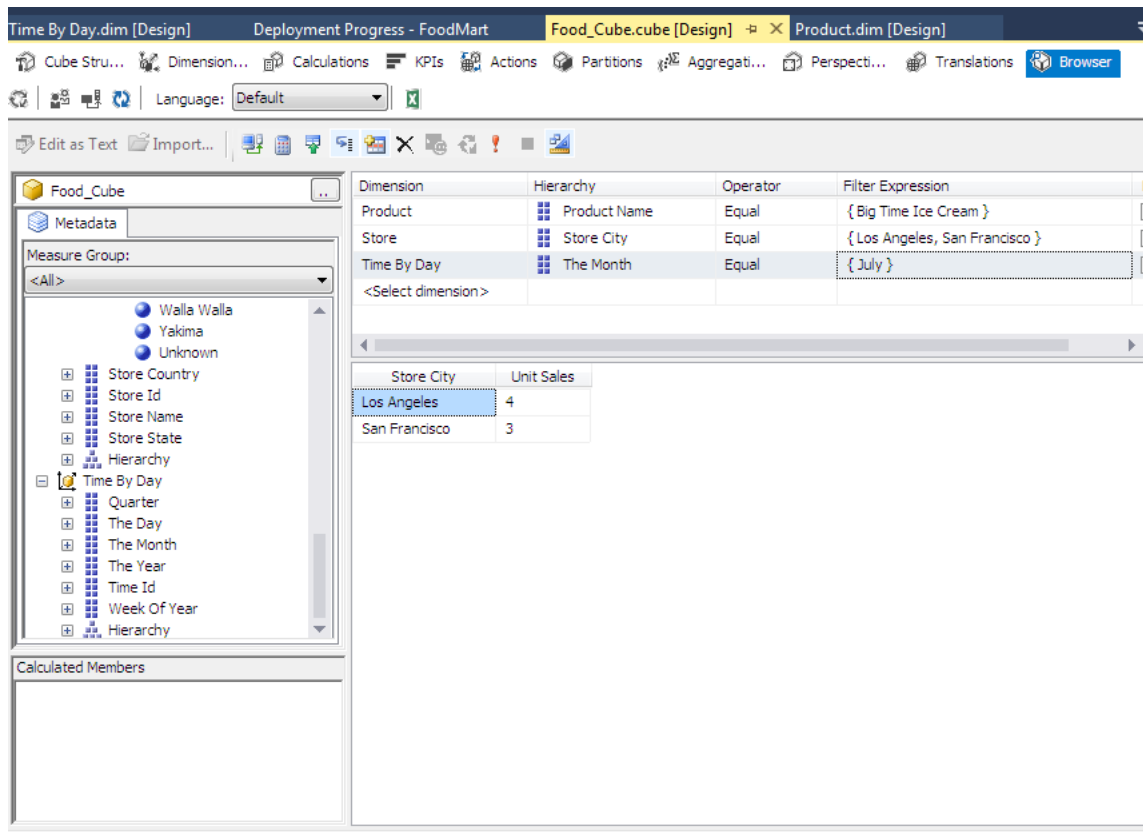 Time By Day.dim [Design] Deployment Progress - FoodMart Food_Cube.cube [Design] Product.dim [Design]
Cube Stru... Dimension... Calculations KPIs Actions Partitions Aggregati... Perspecti... Translations Browser
Language: Default
Edit as Text Import...
Food_Cube ..
Metadata
Measure Group:
<All>
Walla Walla
Yakima
Unknown
Store Country
Store Id
Store Name
Store State
Hierarchy
Time By Day
Quarter
The Day
The Month
The Year
Time Id
Week Of Year
Hierarchy
Calculated Members
Dimension Hierarchy Operator Filter Expression
Product Product Name Equal { Big Time Ice Cream }
Store Store City Equal { Los Angeles, San Francisco }
Time By Day The Month Equal { July }
<Select dimension>
Store City Unit Sales
Los Angeles 4
San Francisco 3